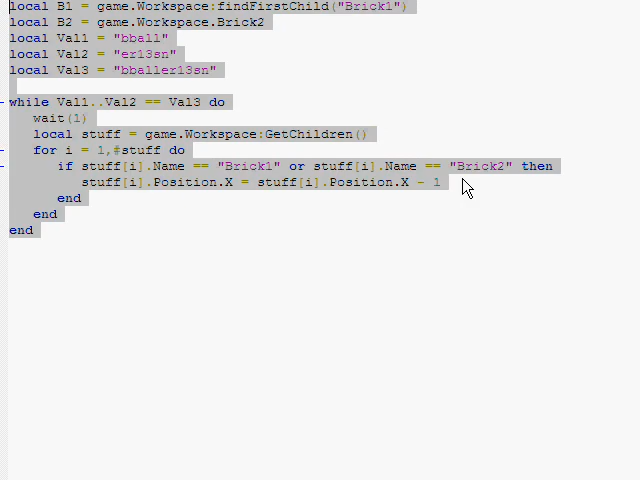 local B1 = game.Workspace:findFirstChild("Brick1")
local B2 = game.Workspace.Brick2
local Val1 = "bball"
local Val2 = "er13sn"
local Val3 = "bballer13sn"
while Val1..Val2 == Val3 do
wait(1)
local stuff = game.Workspace:GetChildren()
for i = 1,#stuff do
if stuff[i].Name == "Brick1" or stuff[i].Name == "Brick2" then
stuff[i].Position.X = stuff[i].Position.X - 1
end
end
end